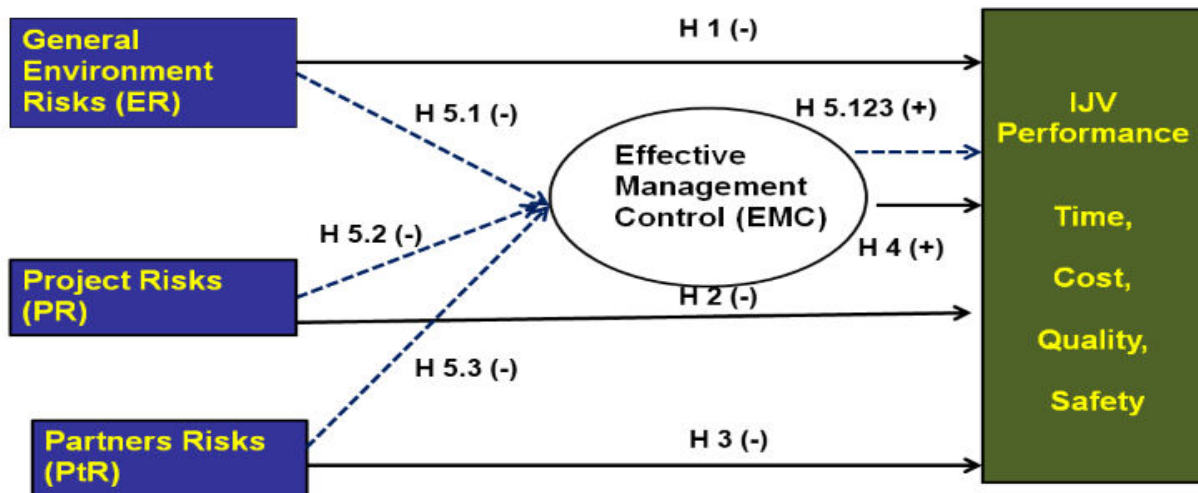 General
Environment
Risks (ER)
H 1 (-)
H 5.1 (-)
H 5.123 (+)
Effective
Management
Control (EMC)
H 4 (+)
H 5.2 (-)
Project Risks
(PR)
H 2 (-)
H 5.3 (-)
Partners Risks
(PtR)
H 3 (-)
IJV
Performance
Time,
Cost,
Quality,
Safety